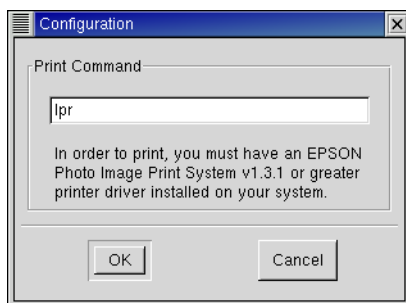 Configuration
Print Command
lpr
In order to print, you must have an EPSON
Photo Image Print System v1.3.1 or greater
printer driver installed on your system.
OK
Cancel